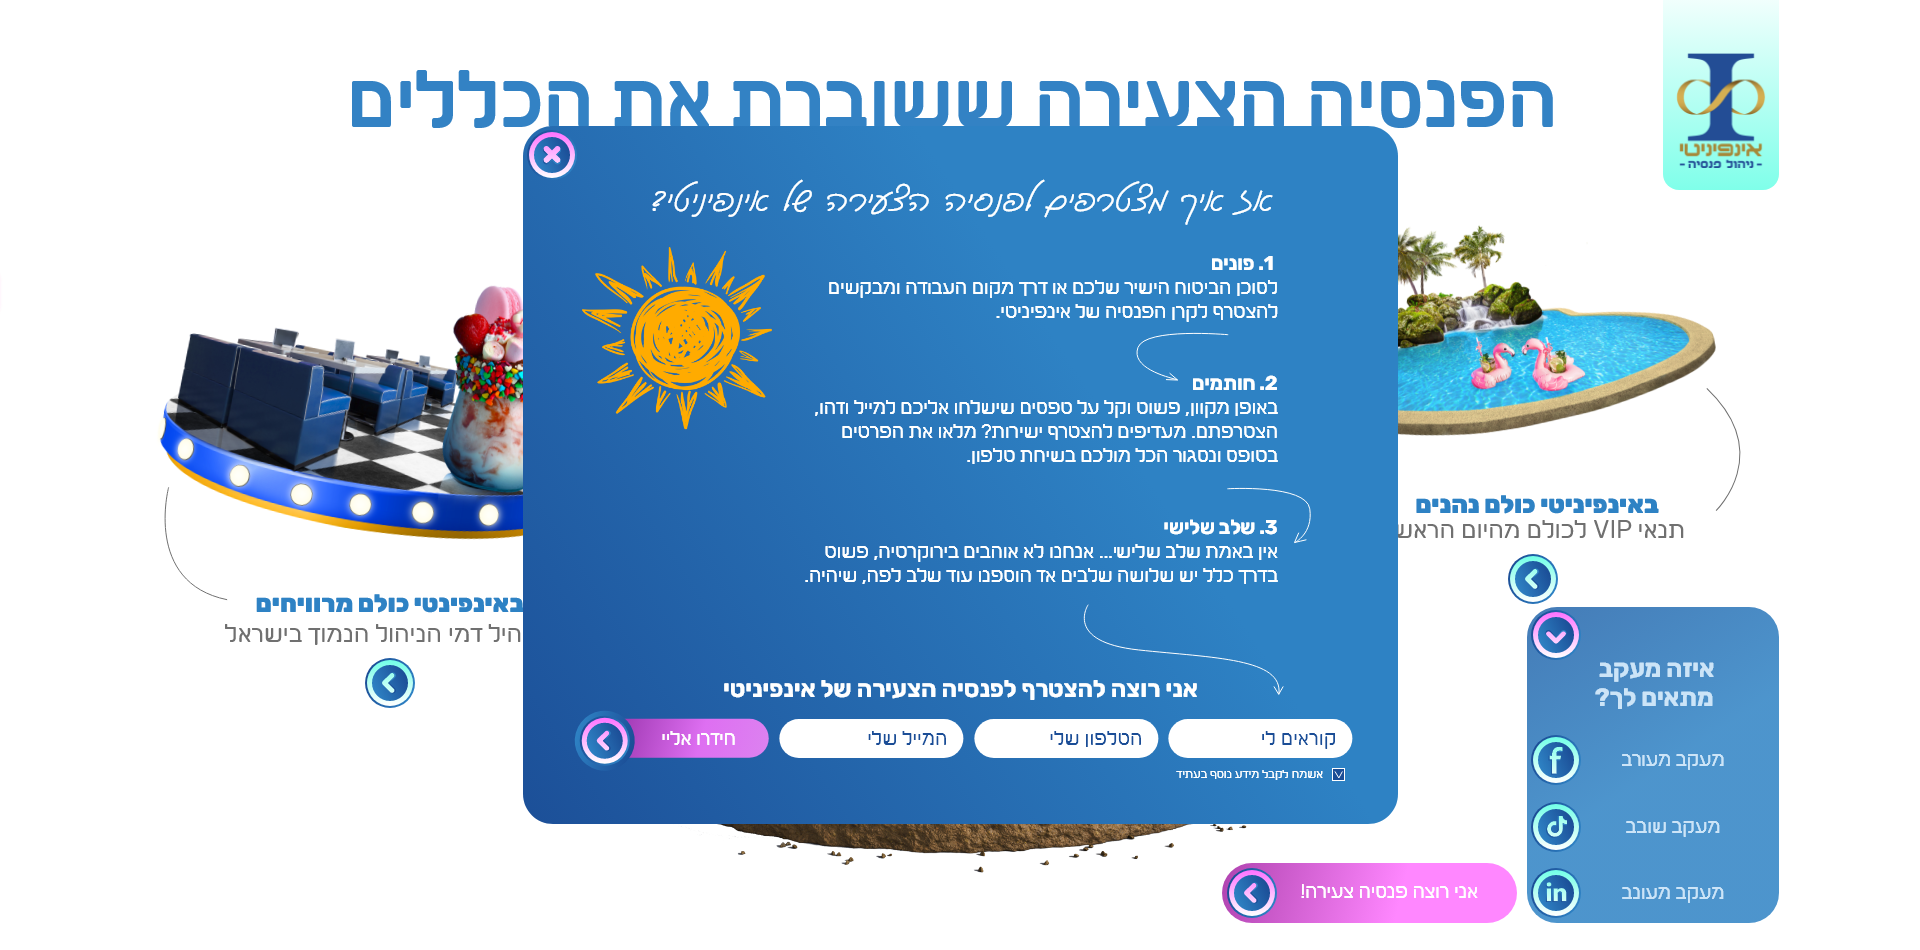 הפנסיה הצעירה ששוברת את הכללים
אינפיניטי
- ניהול פנסיה -
אז איך מצטרפים לפנסיה הצעירה של אינפיניטי?
1. פונים
לסוכן הביטוח הישיר שלכם או דרך מקום העבודה ומבקשים
להצטרף לקרן הפנסיה של אינפיניטי.
2. חותמים
באופן מקוון, פשוט וקל על טפסים שישלחו אליכם למייל וזהו,
הצטרפתם. מעדיפים להצטרף ישירות? מלאו את הפרטים
בטופס ונסגור הכל מולכם בשיחת טלפון.
3. שלב שלישי
אין באמת שלב שלישי... אנחנו לא אוהבים בירוקרטיה, פשוט
בדרך כלל יש שלושה שלבים אז הוספנו עוד שלב לפה, שיהיה.
אני רוצה להצטרף לפנסיה הצעירה של אינפיניטי
קוראים לי
הטלפון שלי
המייל שלי
חיזרו אליי
אשמח לקבל מידע נוסף בעתיד
באינפיניטי כולם נהנים
תנאי VIP לכולם מהיום הראש
באינפינטי כולם מרוויחים
היל דמי הניהול הנמוך בישראל
איזה מעקב
מתאים לך?
מעקב מעורב
מעקב שובב
מעקב מעונב
אני רוצה פנסיה צעירה!